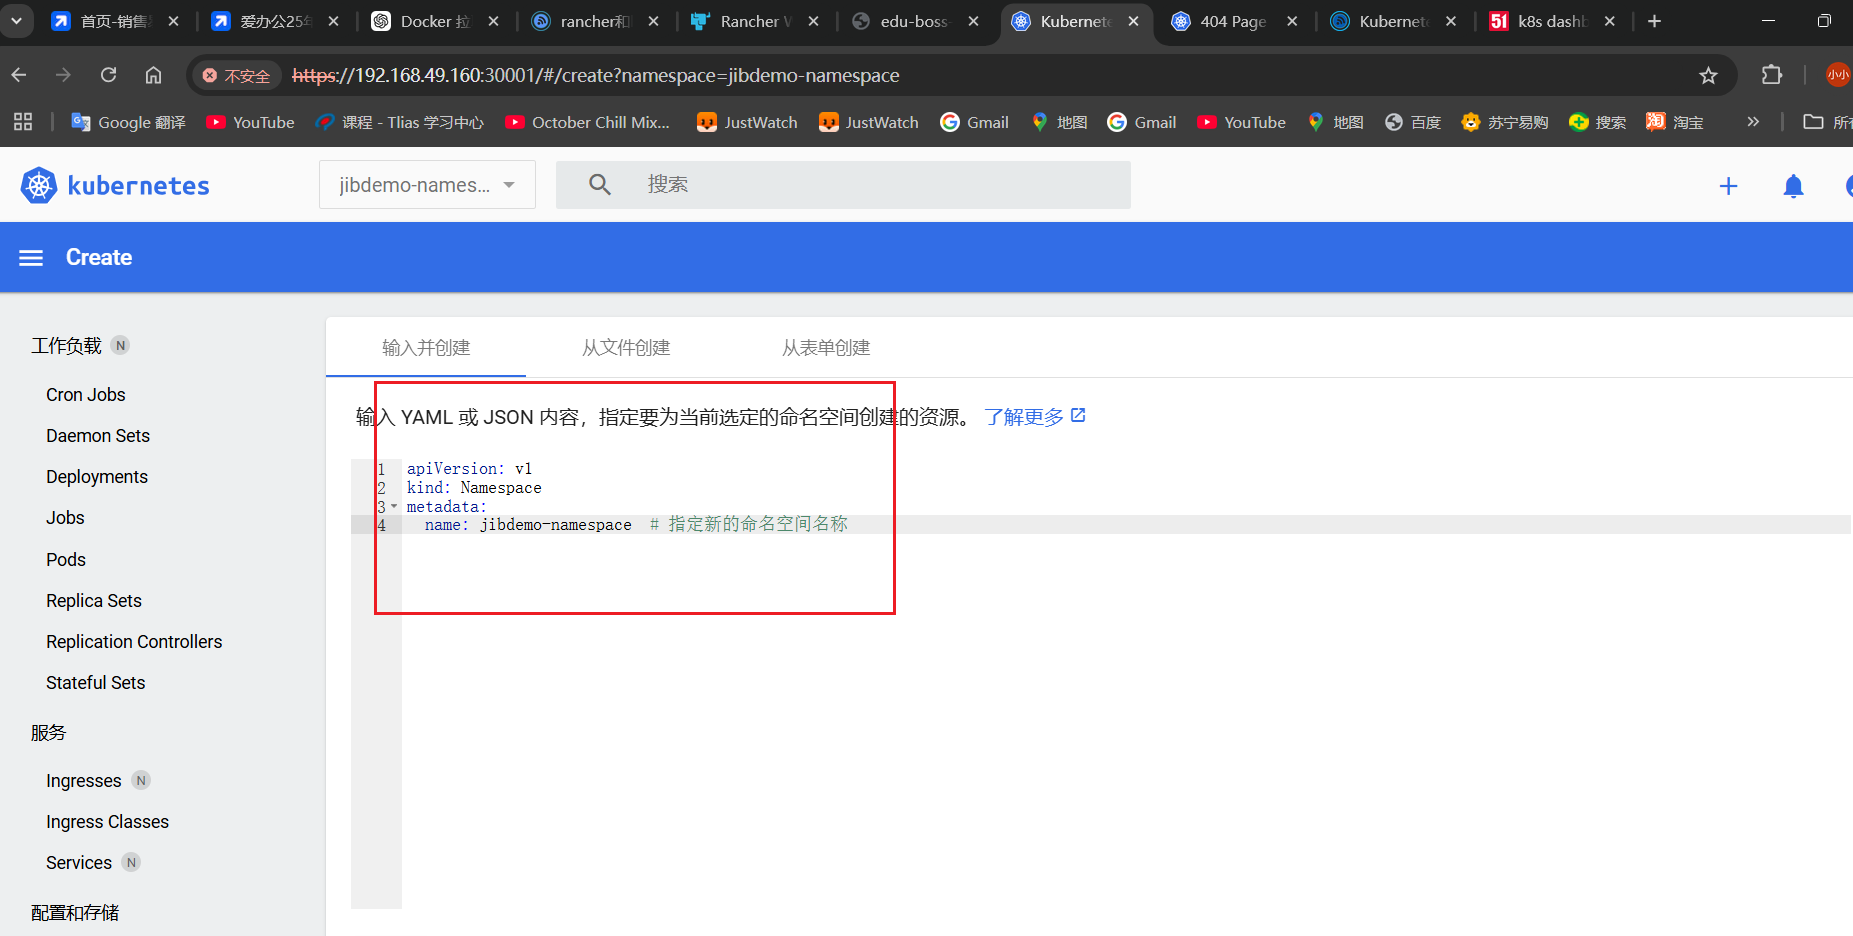 首页-销售
爱办公25年
Docker 拉
rancher和
Rancher
edu-boss-
Kubernete
404 Page
Kubernete
51
k8s dashb
不安全
https://192.168.49.160:30001/#/create?namespace=jibdemo-namespace
小小
Google 翻译
YouTube
课程 - Tlias 学习中心
October Chill Mix...
JustWatch
JustWatch
Gmail
地图
Gmail
YouTube
地图
百度
苏宁易购
搜索
淘 淘宝
kubernetes
jibdemo-names...
搜索
Create
工作负载 N
Cron Jobs
Daemon Sets
Deployments
Jobs
Pods
Replica Sets
Replication Controllers
Stateful Sets
服务
Ingresses N
Ingress Classes
Services N
配置和存储
输入并创建
从文件创建
从表单创建
输入 YAML 或 JSON 内容，指定要为当前选定的命名空间创建的资源。 了解更多
1 apiVersion: v1
2 kind: Namespace
3 metadata:
4 name: jibdemo-namespace # 指定新的命名空间名称